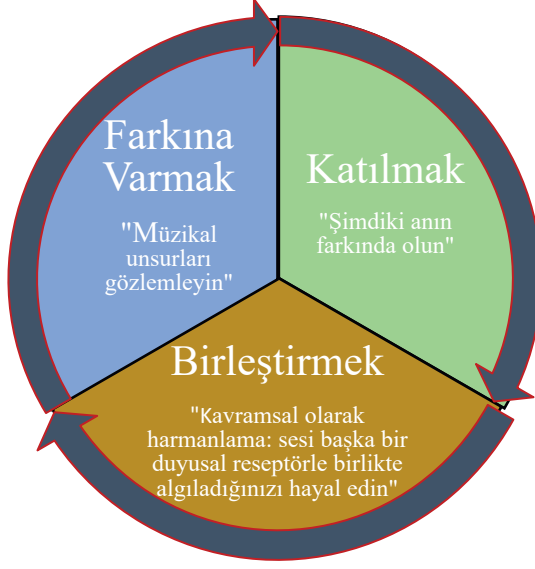 Farkına
Varmak
"Müzikal
unsurları
gözlemleyin"
Katılmak
"Şimdiki anın
farkında olun"
Birleştirmek
"Kavramsal olarak
harmanlama: sesi başka bir
duyusal reseptörle birlikte
algıladığınızı hayal edin"